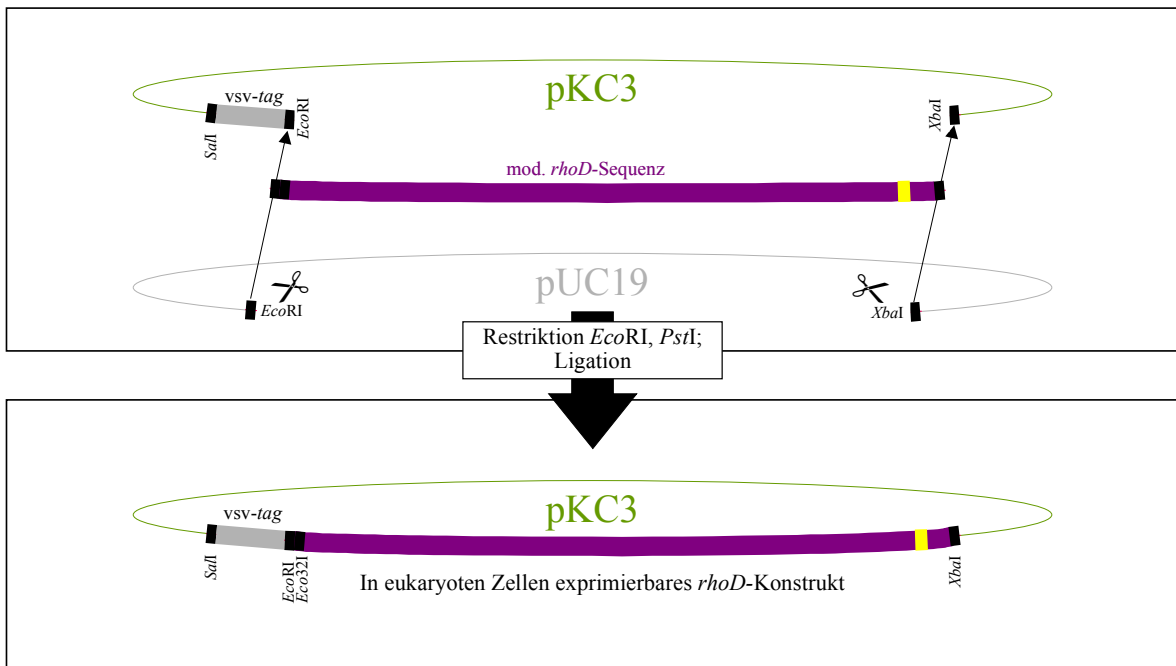 pKC3
vsv-tag
SalI
EcoRI
XbaI
mod. rhoD-Sequenz
pUC19
EcoRI
XbaI
Restriktion EcoRI, PstI;
Ligation
pKC3
vsv-tag
SalI
EcoRI
Eco32I
XbaI
In eukaryoten Zellen exprimierbares rhoD-Konstrukt